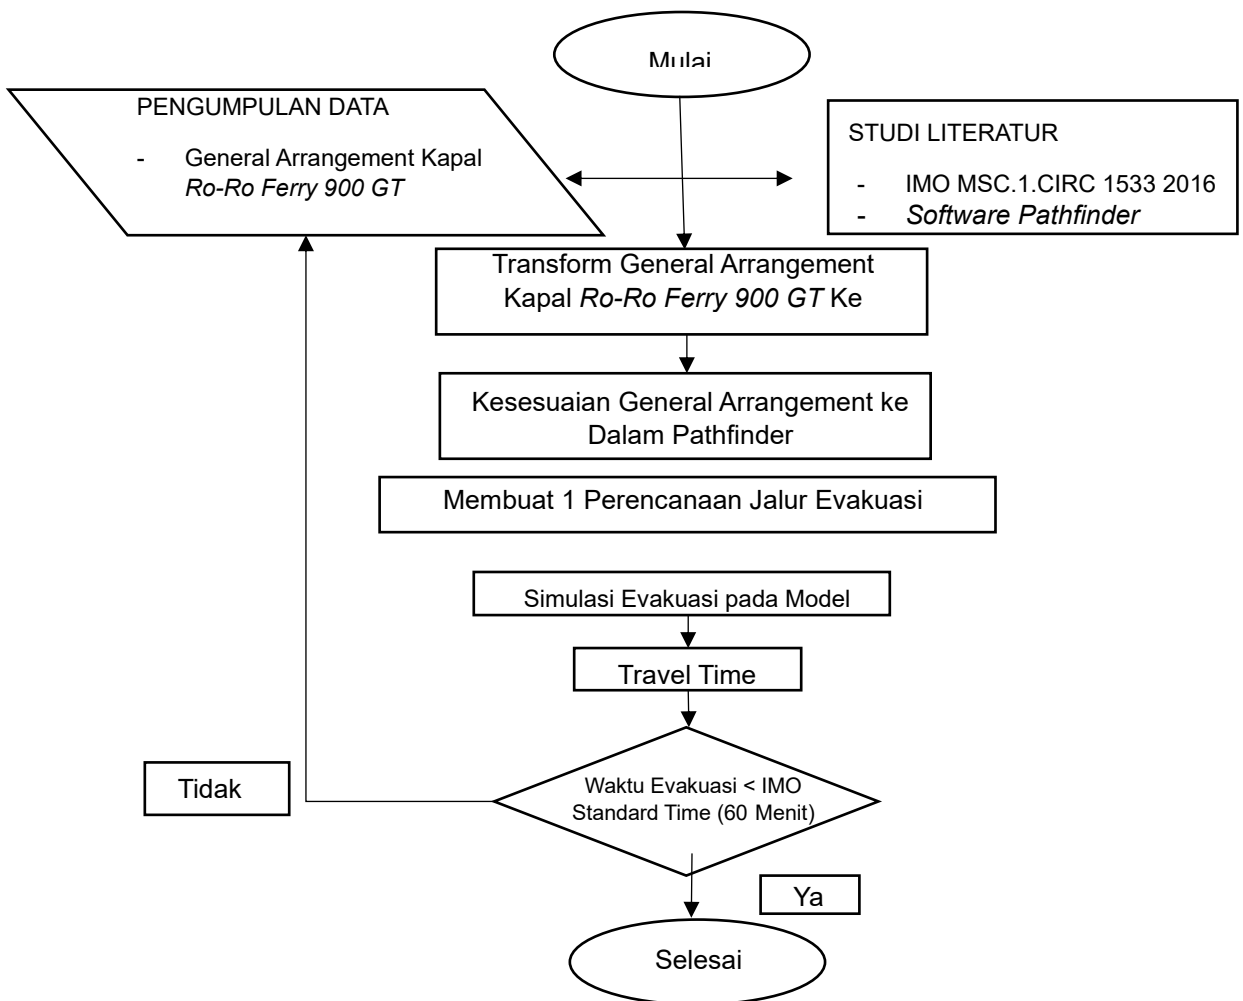 Mulai
PENGUMPULAN DATA
- General Arrangement Kapal
Ro-Ro Ferry 900 GT
STUDI LITERATUR
- IMO MSC.1.CIRC 1533 2016
- Software Pathfinder
Transform General Arrangement
Kapal Ro-Ro Ferry 900 GT Ke
Kesesuaian General Arrangement ke
Dalam Pathfinder
Membuat 1 Perencanaan Jalur Evakuasi
Simulasi Evakuasi pada Model
Travel Time
Waktu Evakuasi < IMO
Standard Time (60 Menit)
Tidak
Ya
Selesai